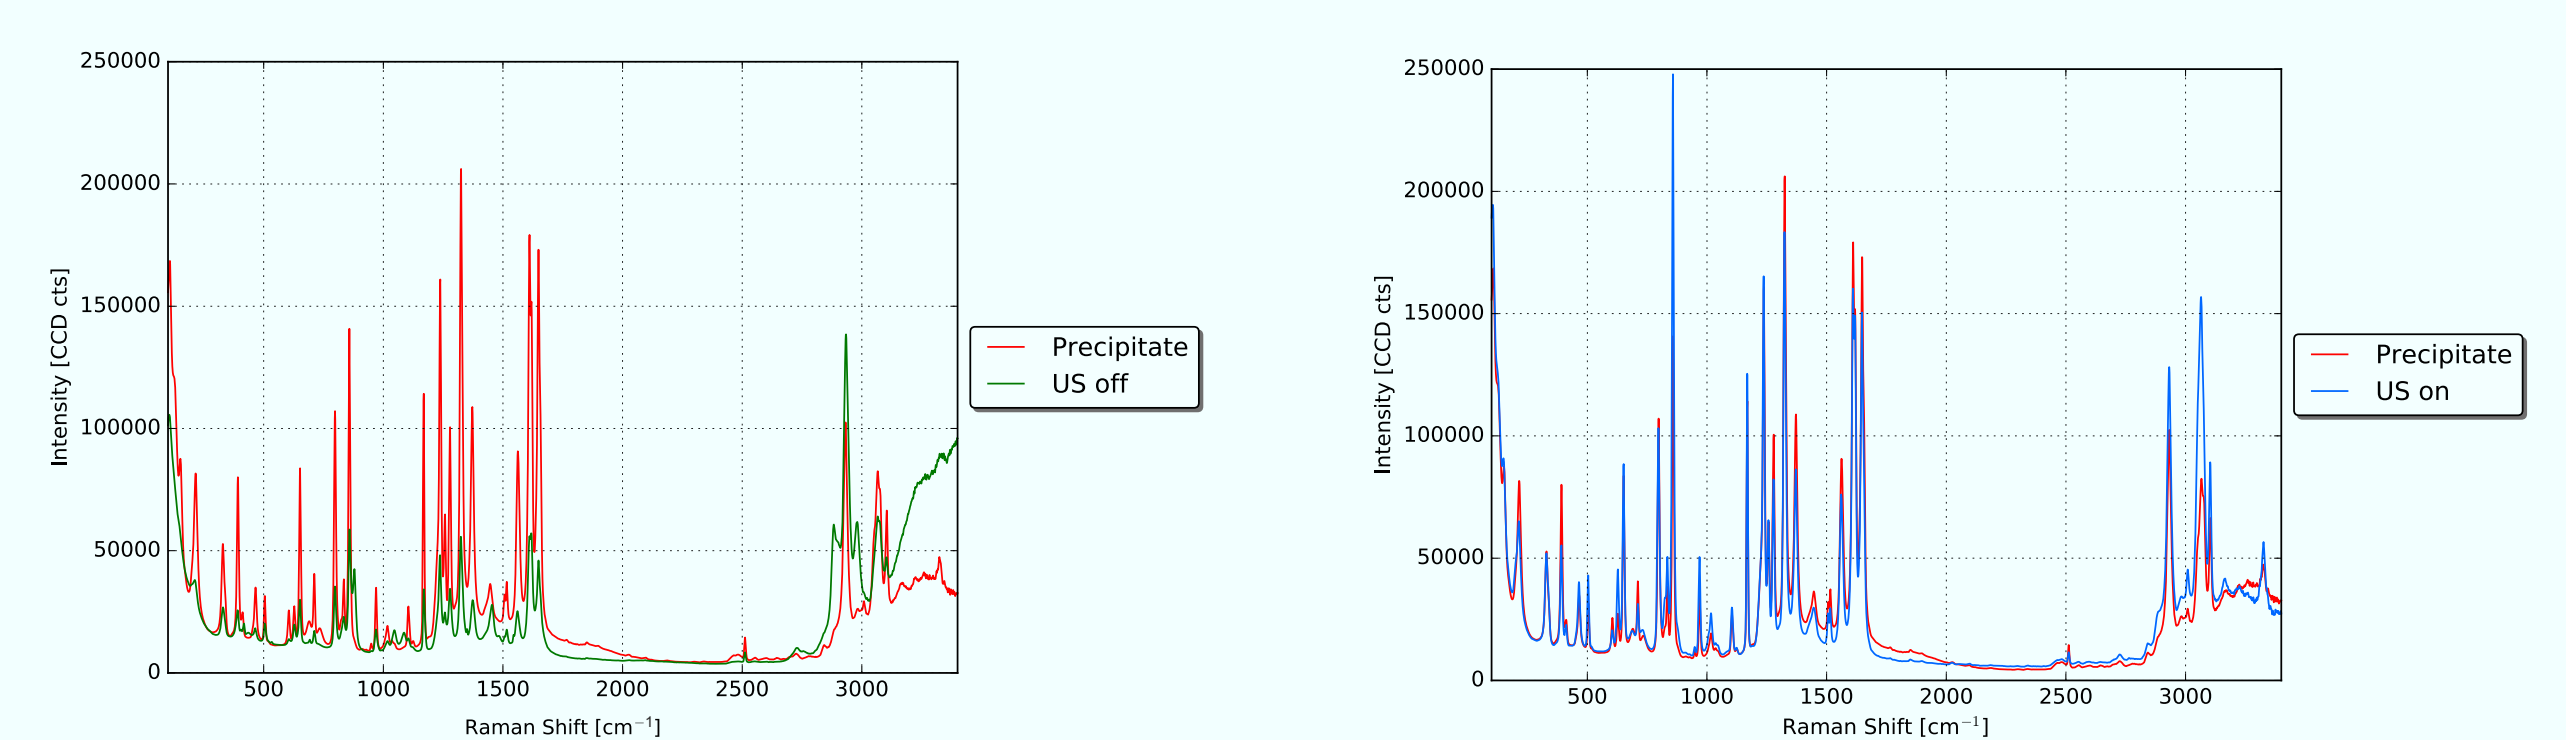 250000
200000
150000
100000
50000
0
Intensity [CCD cts]
500 1000 1500 2000 2500 3000
Raman Shift [cm⁻¹]
Precipitate
US off
250000
200000
150000
100000
50000
0
Intensity [CCD cts]
500 1000 1500 2000 2500 3000
Raman Shift [cm⁻¹]
Precipitate
US on